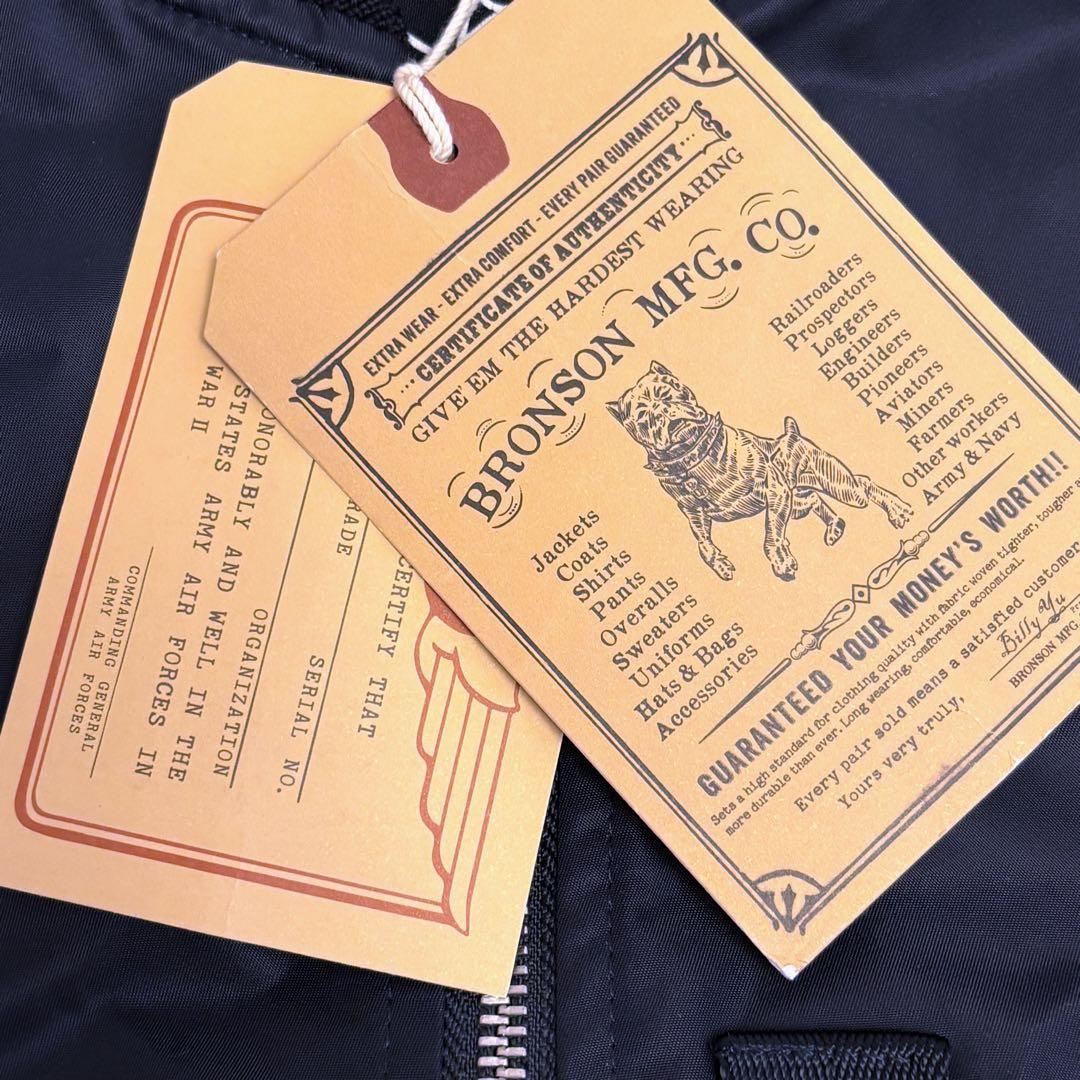 EXTRA WEAR - EXTRA COMFORT - EVERY PAIR GUARANTEED
CERTIFICATE OF AUTHENTICITY
GIVE'EM THE HARDEST WEARING
BRONSON MFG. CO.
Jackets
Coats
Shirts
Pants
Overalls
Sweaters
Uniforms
Hats & Bags
Accessories
Railroaders
Prospectors
Loggers
Engineers
Builders
Pioneers
Aviators
Miners
Farmers
Other workers
Army & Navy
GUARANTEED YOUR MONEY'S WORTH!!
Sets a high standard for clothing quality with fabric woven tighter, tougher
more durable than ever. Long wearing, comfortable, economical.
Every pair sold means a satisfied customer
Yours very truly,
Billy Yu
BRONSON MFG
CERTIFY THAT
SERIAL NO.
ORGANIZATION
HONORABLY AND WELL IN THE
STATES ARMY AIR FORCES IN
WAR II
COMMANDING GENERAL
ARMY AIR FORCES